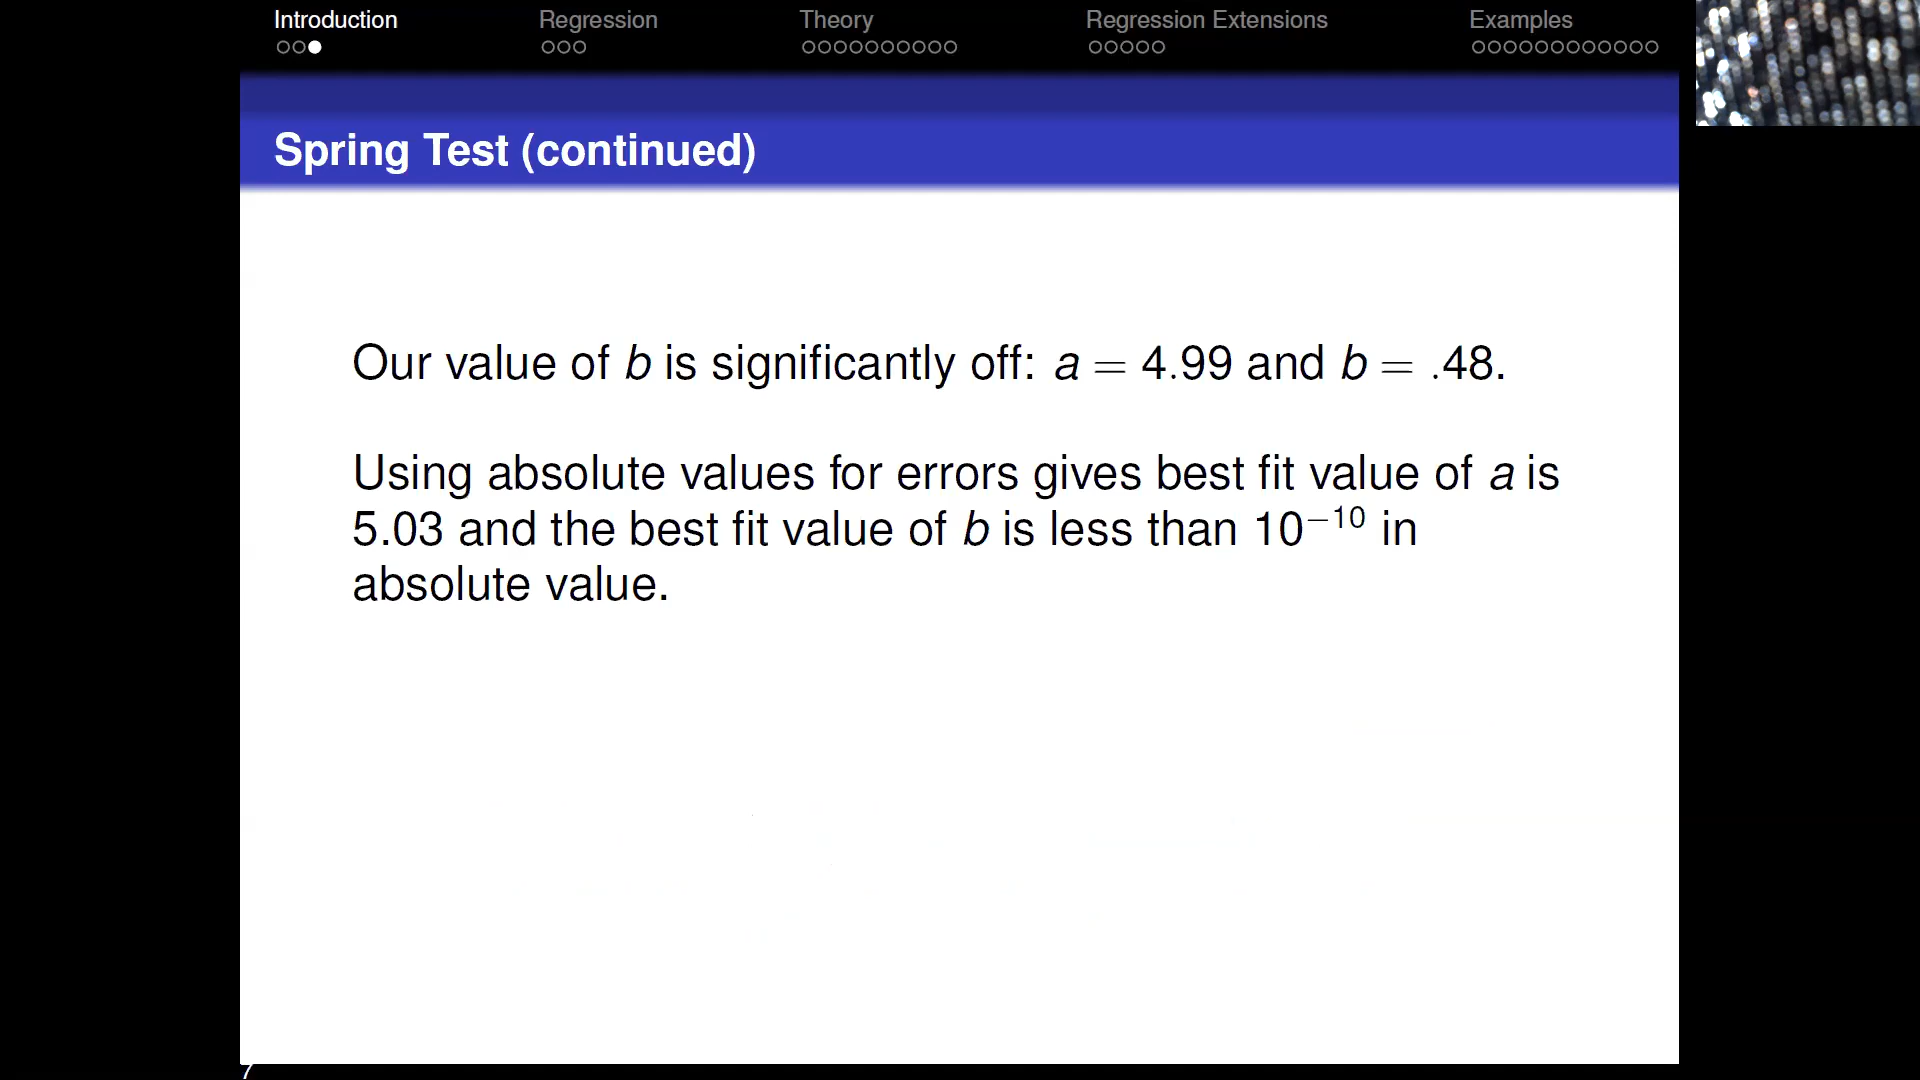 Introduction Regression Theory Regression Extensions Examples
Spring Test (continued)
Our value of b is significantly off: a = 4.99 and b = .48.
Using absolute values for errors gives best fit value of a is
5.03 and the best fit value of b is less than 10⁻¹⁰ in
absolute value.
7